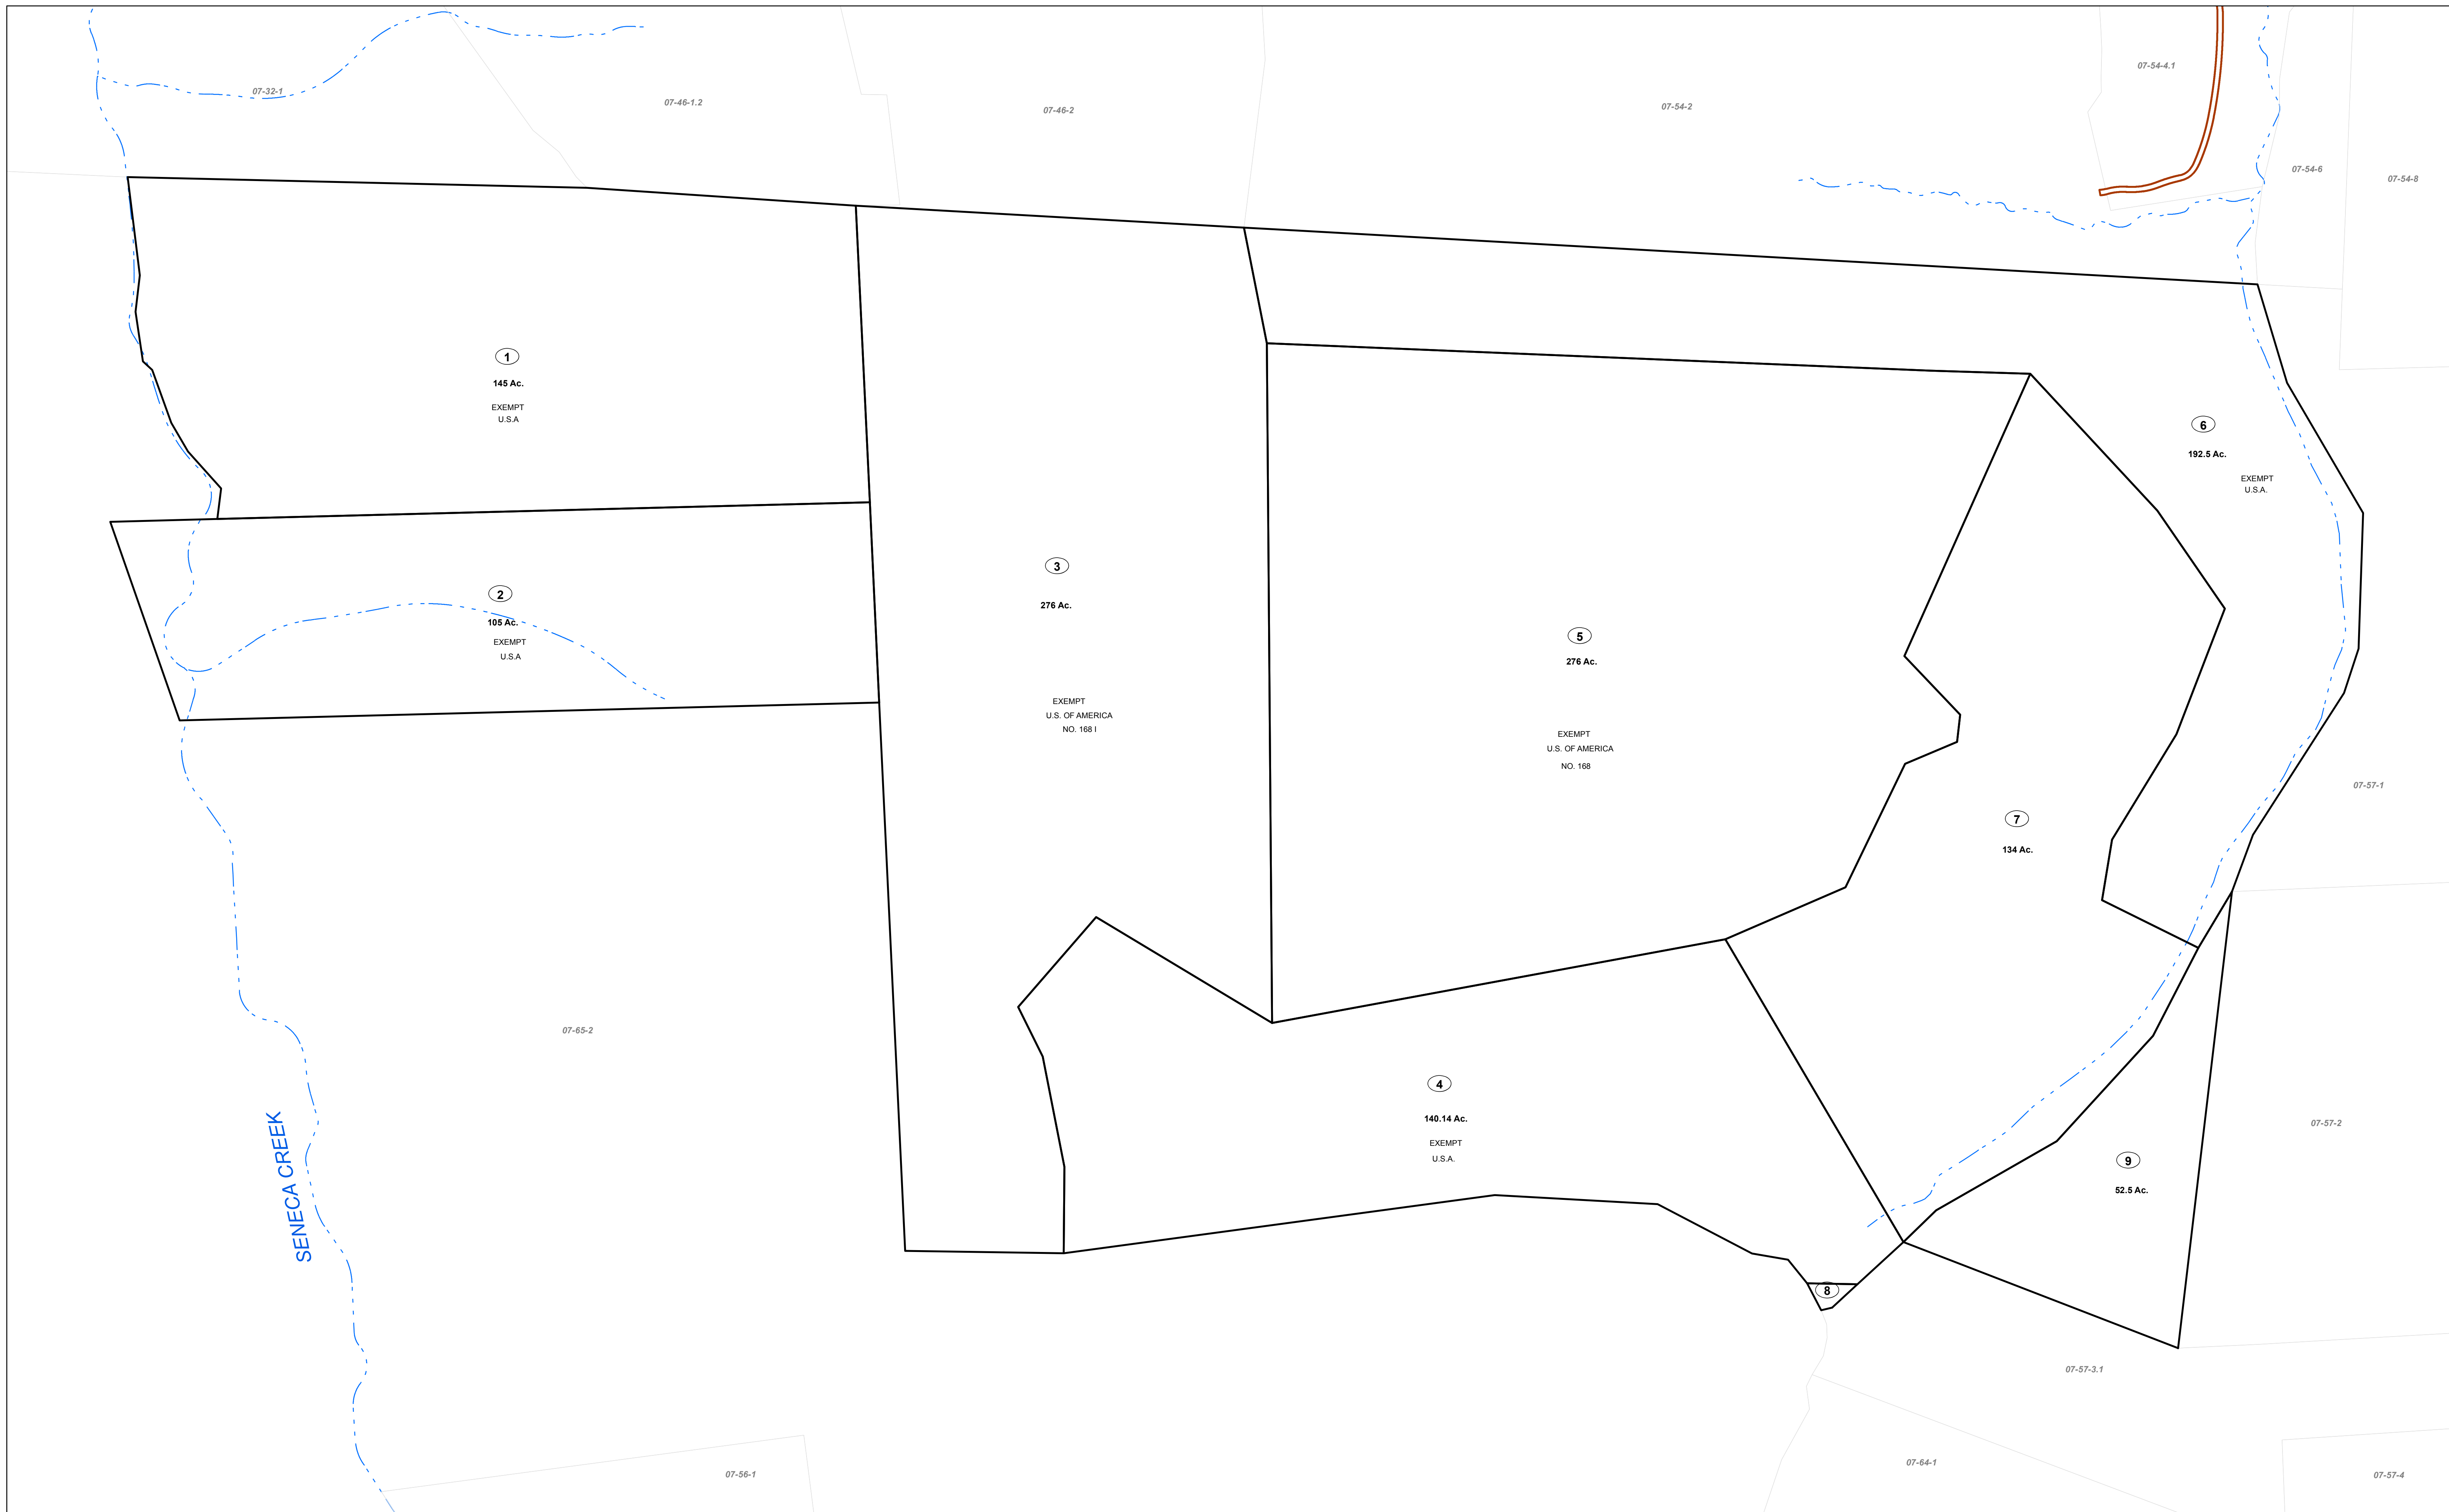 07-54-4.1
07-32-1
07-46-1.2
07-46-2
07-54-2
07-54-6
07-54-8
1
145 Ac.
EXEMPT
U.S.A
6
192.5 Ac.
EXEMPT
U.S.A.
3
276 Ac.
EXEMPT
U.S. OF AMERICA
NO. 168 I
2
105 Ac.
EXEMPT
U.S.A
5
276 Ac.
EXEMPT
U.S. OF AMERICA
NO. 168
07-57-1
7
134 Ac.
07-65-2
4
140.14 Ac.
EXEMPT
U.S.A.
07-57-2
9
52.5 Ac.
SENECA CREEK
8
07-57-3.1
07-56-1
07-64-1
07-57-4